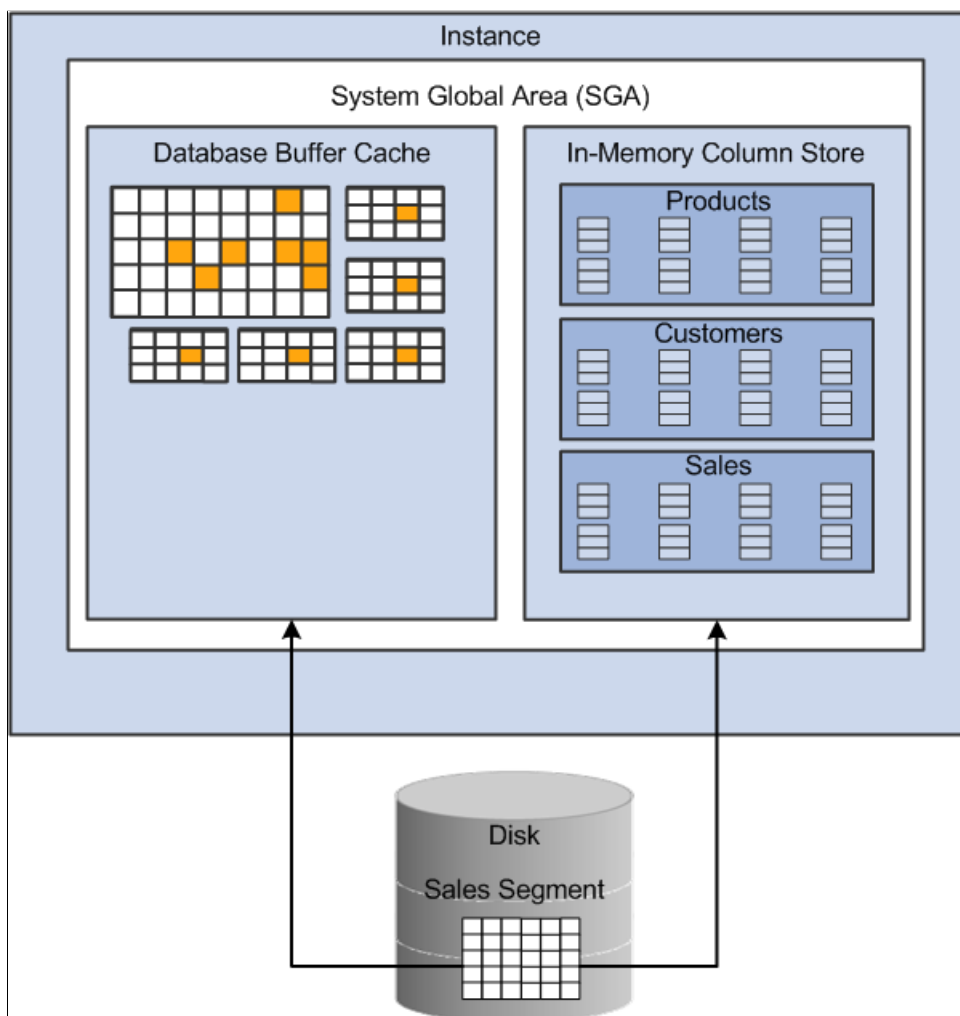 Instance
System Global Area (SGA)
Database Buffer Cache
In-Memory Column Store
Products
Customers
Sales
Disk
Sales Segment